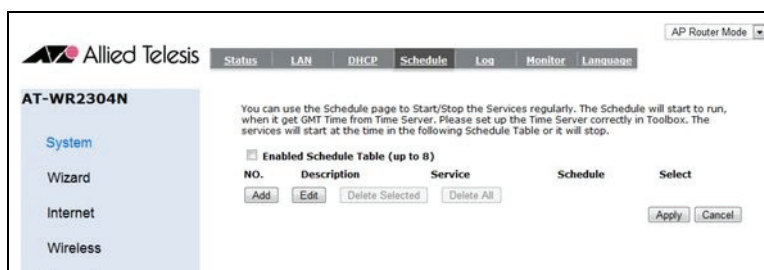 AP Router Mode
Allied Telesis
Status LAN DHCP Schedule Log Monitor Language
AT-WR2304N
System
Wizard
Internet
Wireless
You can use the Schedule page to Start/Stop the Services regularly. The Schedule will start to run,
when it get GMT Time from Time Server. Please set up the Time Server correctly in Toolbox. The
services will start at the time in the following Schedule Table or it will stop.
Enabled Schedule Table (up to 8)
NO. Description Service Schedule Select
Add Edit Delete Selected Delete All
Apply Cancel